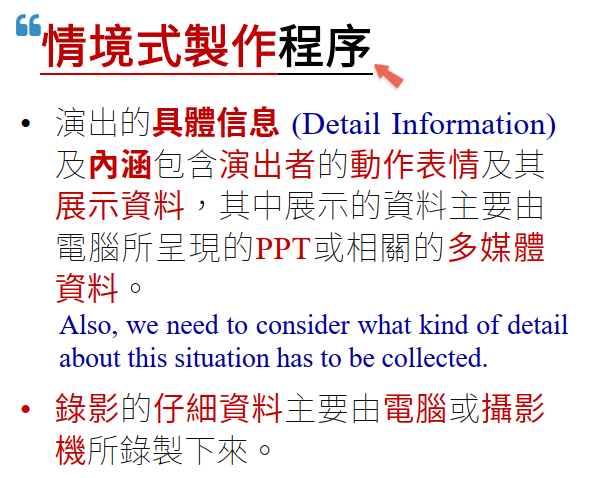 情境式製作程序
• 演出的具體信息 (Detail Information)
及內涵包含演出者的動作表情及其
展示資料，其中展示的資料主要由
電腦所呈現的PPT或相關的多媒體
資料。
Also, we need to consider what kind of detail
about this situation has to be collected.
• 錄影的仔細資料主要由電腦或攝影
機所錄製下來。